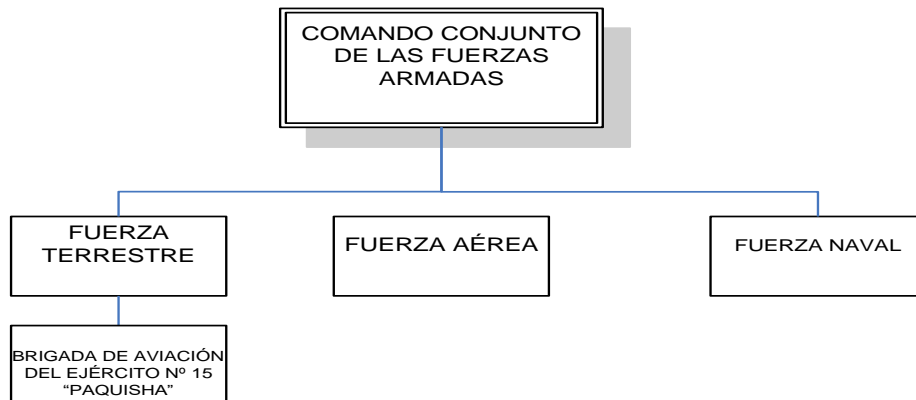 COMANDO CONJUNTO
DE LAS FUERZAS
ARMADAS
FUERZA
TERRESTRE
FUERZA AÉREA
FUERZA NAVAL
BRIGADA DE AVIACIÓN
DEL EJÉRCITO Nº 15
“PAQUISHA”